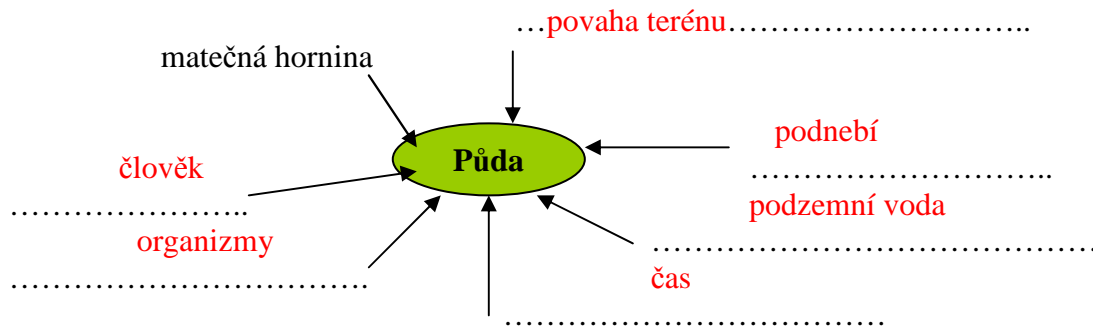 …povaha terénu………………………..
matečná hornina
podnebí
Půda
člověk
………………………..
…………………..
podzemní voda
organizmy
……………………………………
…………………………….
čas
………………………………